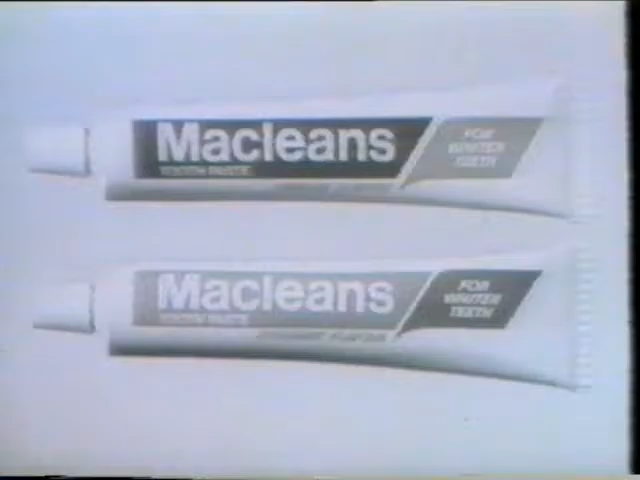 Macleans
TOOTH PASTE
FOR
WHITER
TEETH
Macleans
TOOTH PASTE
FOR
WHITER
TEETH